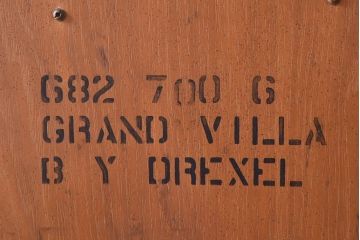 682 700 6
GRAND VILLA
B Y DREXEL